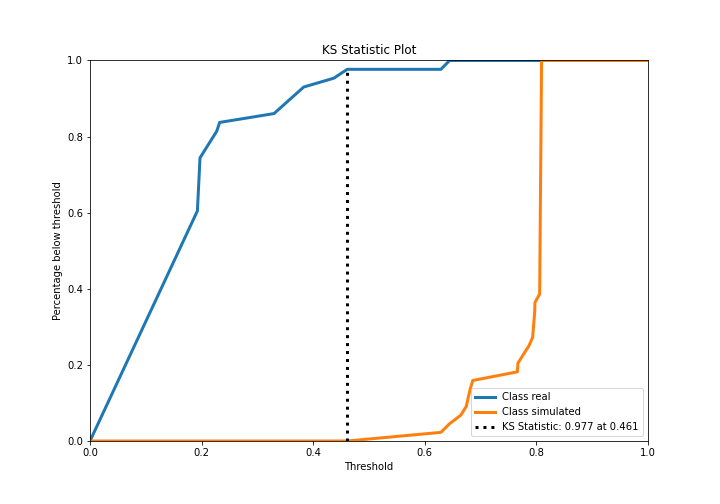 KS Statistic Plot
1.0
0.8
0.6
0.4
0.2
0.0
Percentage below threshold
0.0 0.2 0.4 0.6 0.8 1.0
Threshold
Class real
Class simulated
KS Statistic: 0.977 at 0.461